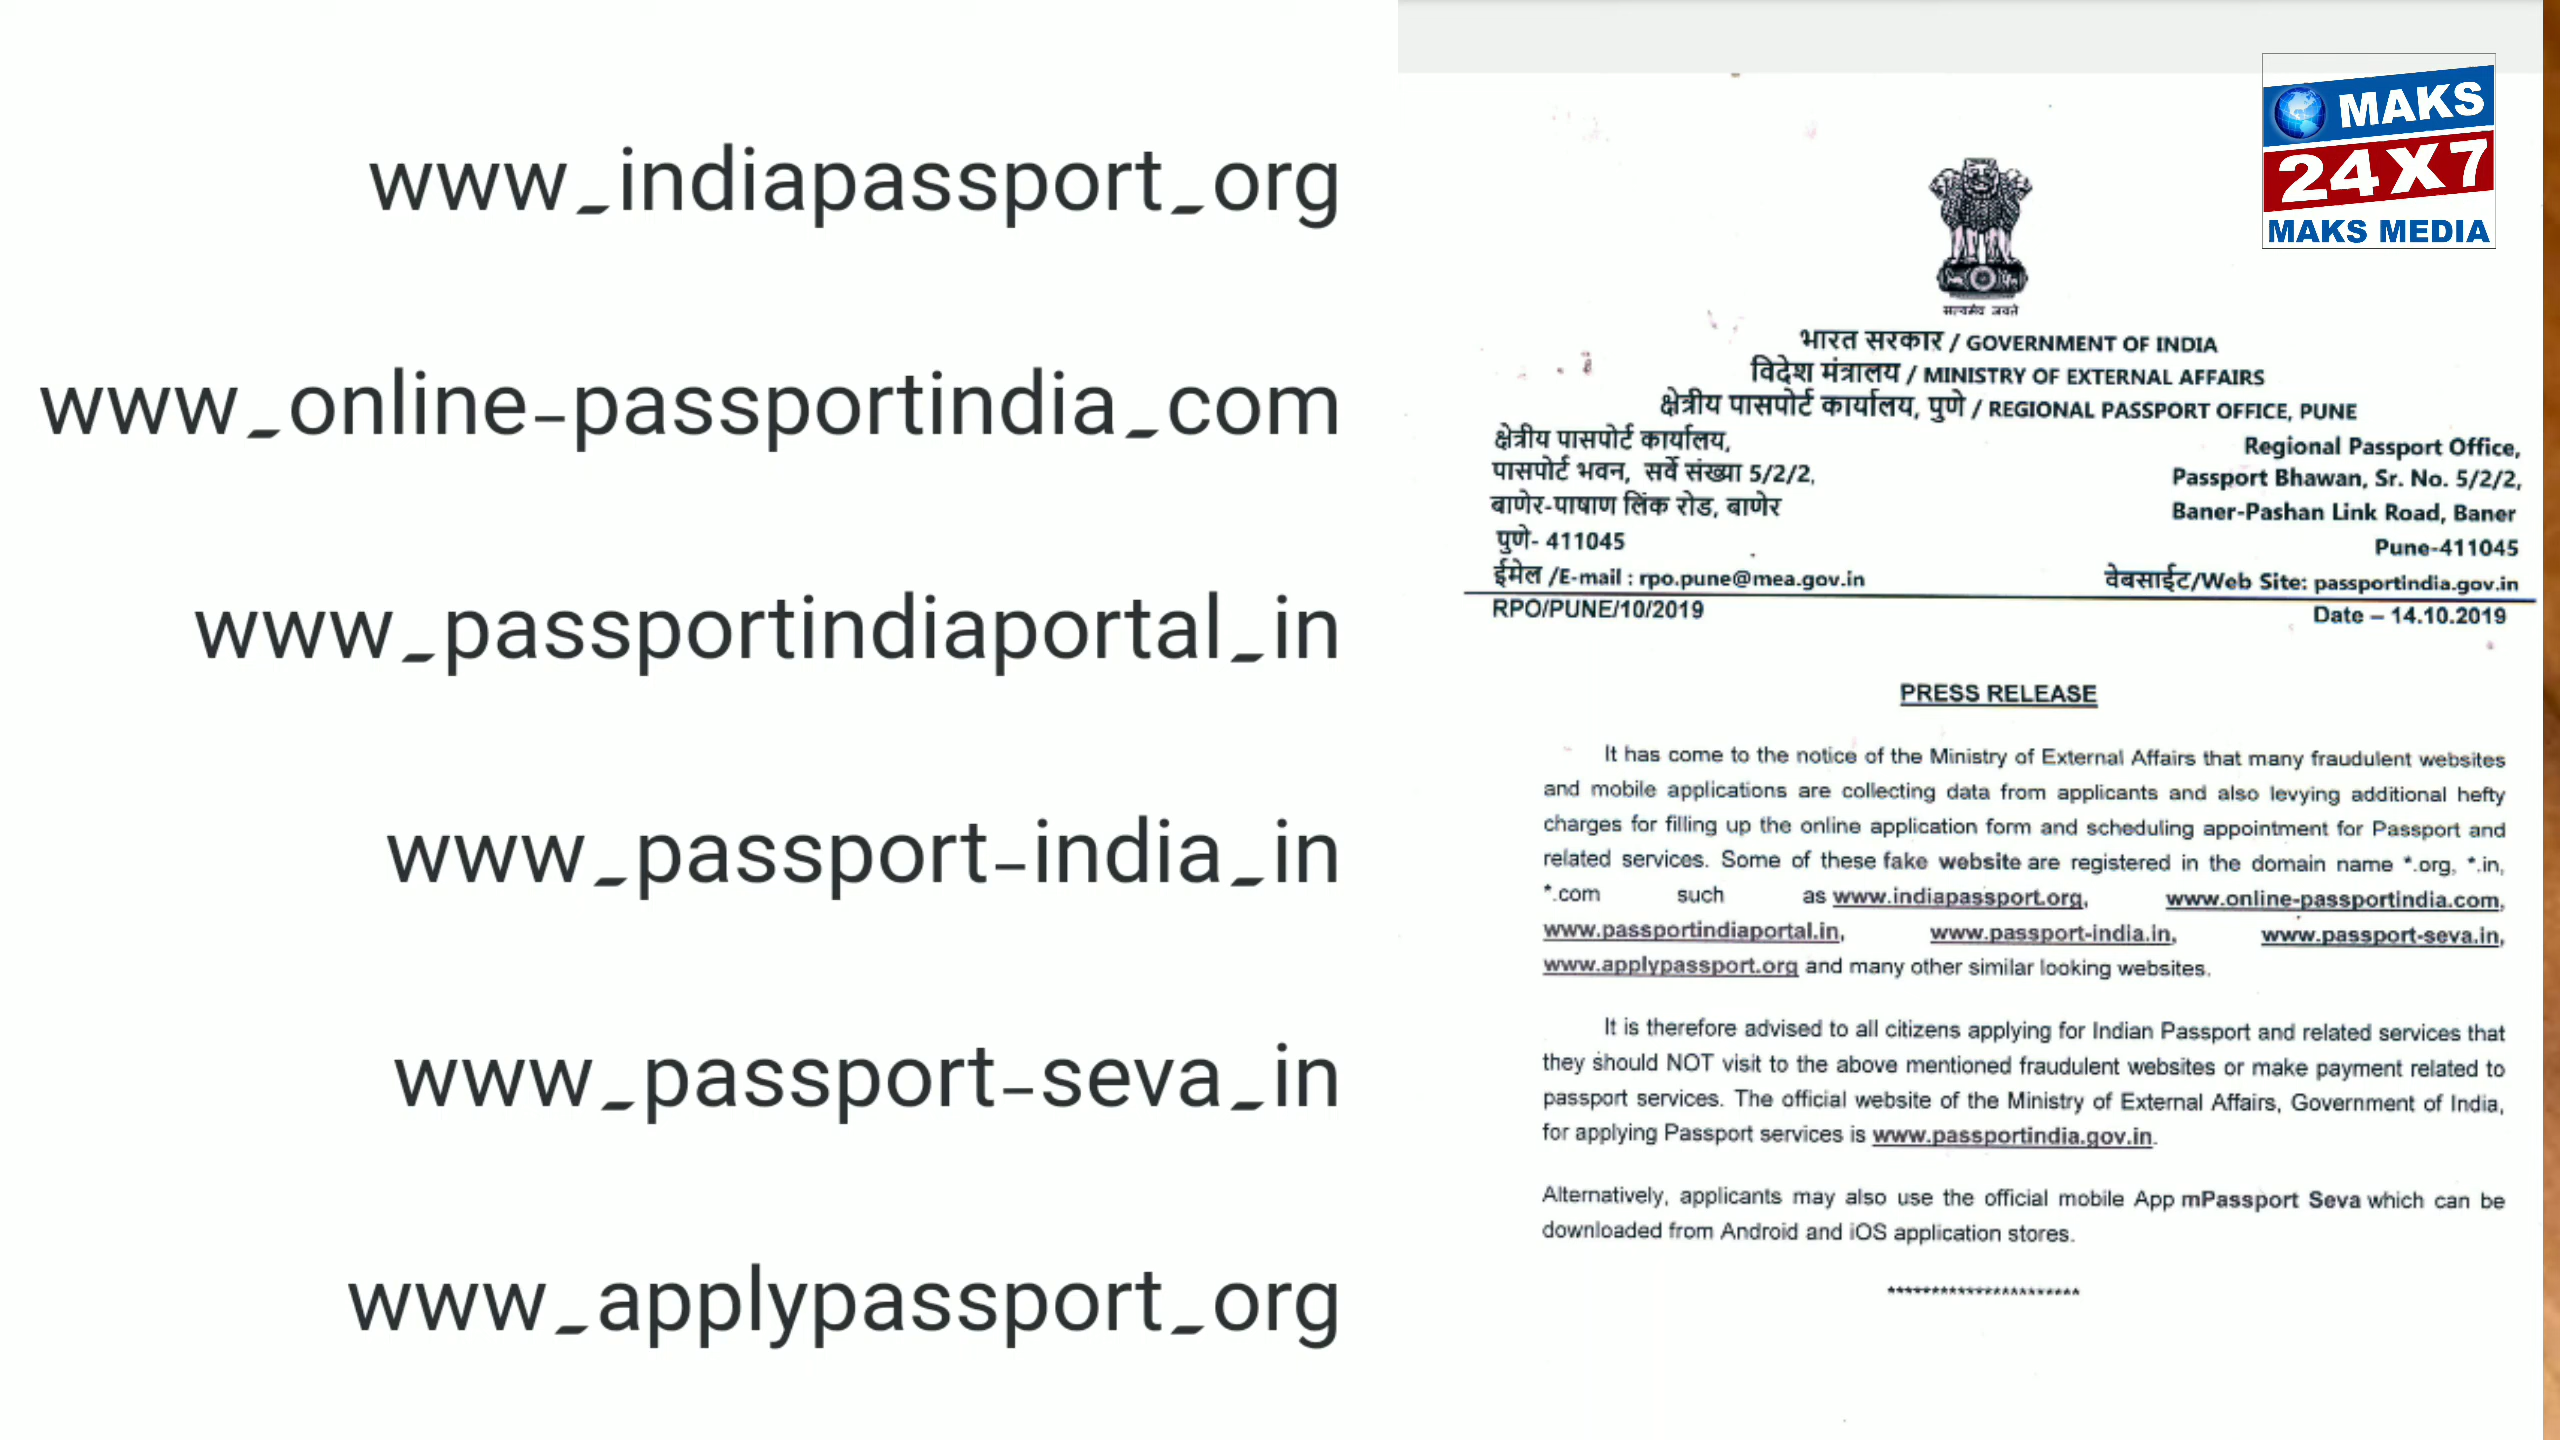 www_indiapassport_org
www_online-passportindia_com
www_passportindiaportal_in
www_passport-india_in
www_passport-seva_in
www_applypassport_org
MAKS
24X7
MAKS MEDIA
सत्यमेव जयते
भारत सरकार / GOVERNMENT OF INDIA
विदेश मंत्रालय / MINISTRY OF EXTERNAL AFFAIRS
क्षेत्रीय पासपोर्ट कार्यालय, पुणे / REGIONAL PASSPORT OFFICE, PUNE
क्षेत्रीय पासपोर्ट कार्यालय,
पासपोर्ट भवन, सर्वे संख्या 5/2/2,
बाणेर-पाषाण लिंक रोड, बाणेर
पुणे- 411045
ईमेल /E-mail : rpo.pune@mea.gov.in
Regional Passport Office,
Passport Bhawan, Sr. No. 5/2/2,
Baner-Pashan Link Road, Baner
Pune-411045
वेबसाईट/Web Site: passportindia.gov.in
RPO/PUNE/10/2019
Date – 14.10.2019
PRESS RELEASE
It has come to the notice of the Ministry of External Affairs that many fraudulent websites
and mobile applications are collecting data from applicants and also levying additional hefty
charges for filling up the online application form and scheduling appointment for Passport and
related services. Some of these fake website are registered in the domain name *.org, *.in,
*.com such as www.indiapassport.org, www.online-passportindia.com,
www.passportindiaportal.in, www.passport-india.in, www.passport-seva.in,
www.applypassport.org and many other similar looking websites.
It is therefore advised to all citizens applying for Indian Passport and related services that
they should NOT visit to the above mentioned fraudulent websites or make payment related to
passport services. The official website of the Ministry of External Affairs, Government of India,
for applying Passport services is www.passportindia.gov.in.
Alternatively, applicants may also use the official mobile App mPassport Seva which can be
downloaded from Android and iOS application stores.
**********************